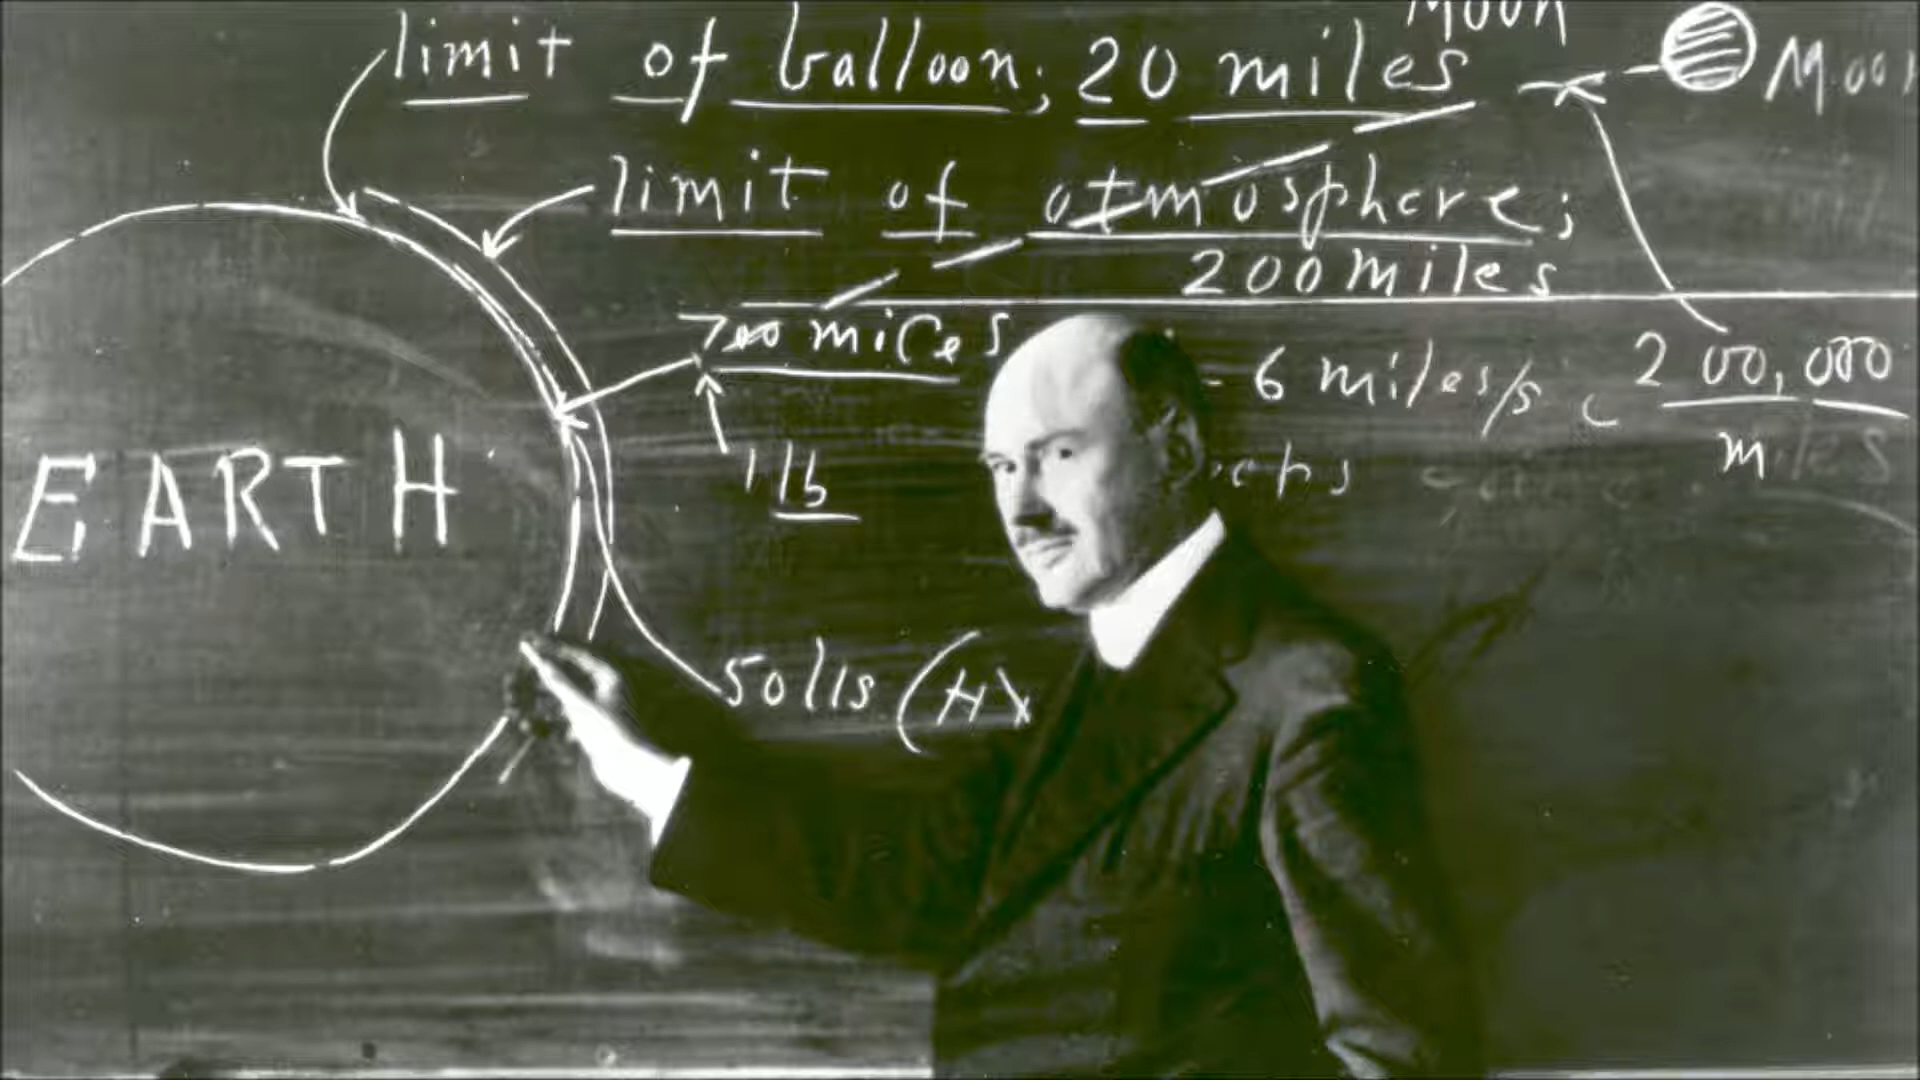 Moon
limit of balloon; 20 miles
limit of atmosphere;
200 miles
700 miles
6 miles/s
200,000
miles
1 lb
EARTH
50 lbs (H)